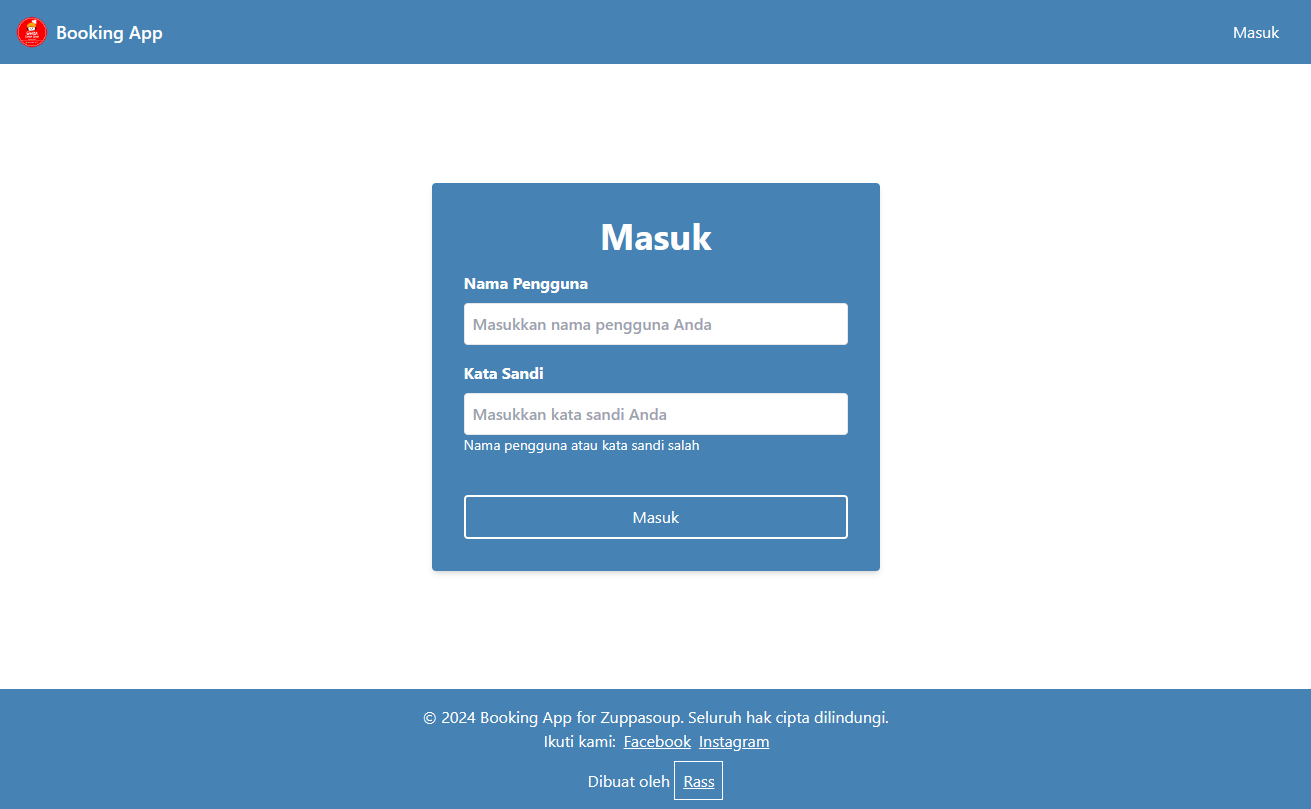 Booking App
Masuk
Masuk
Nama Pengguna
Masukkan nama pengguna Anda
Kata Sandi
Masukkan kata sandi Anda
Nama pengguna atau kata sandi salah
Masuk
© 2024 Booking App for Zuppasoup. Seluruh hak cipta dilindungi.
Ikuti kami: Facebook Instagram
Dibuat oleh Rass